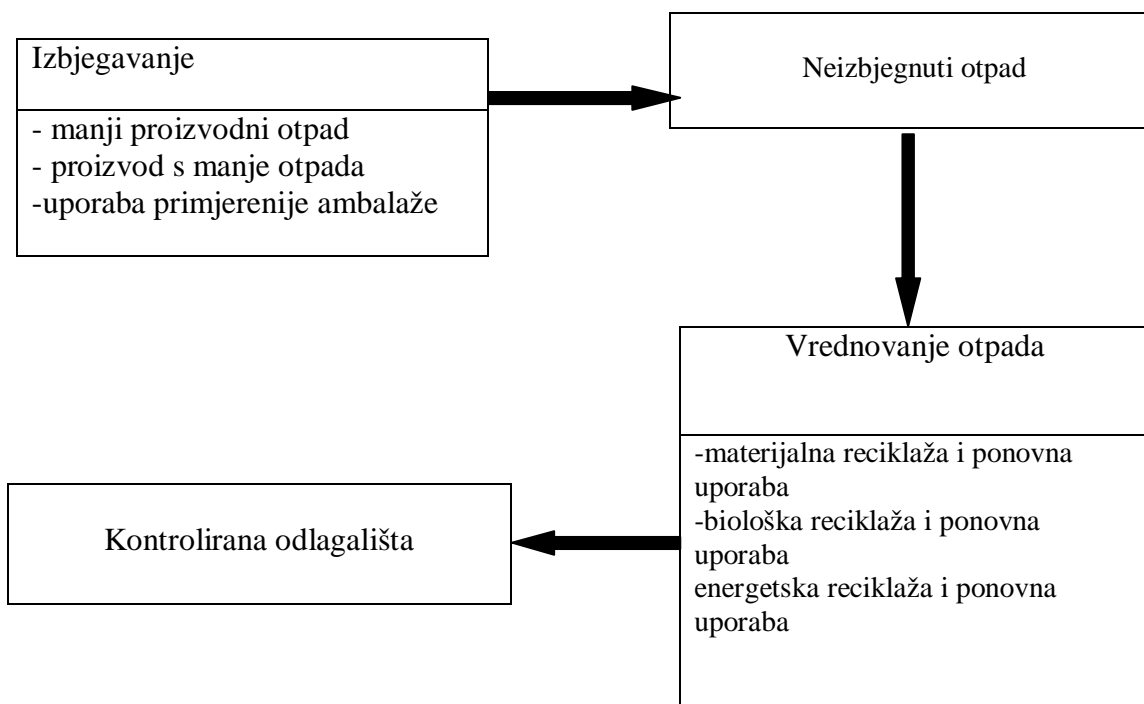 Izbjegavanje
- manji proizvodni otpad
- proizvod s manje otpada
-uporaba primjerenije ambalaže
Neizbjegnuti otpad
Vrednovanje otpada
-materijalna reciklaža i ponovna
uporaba
-biološka reciklaža i ponovna
uporaba
energetska reciklaža i ponovna
uporaba
Kontrolirana odlagališta